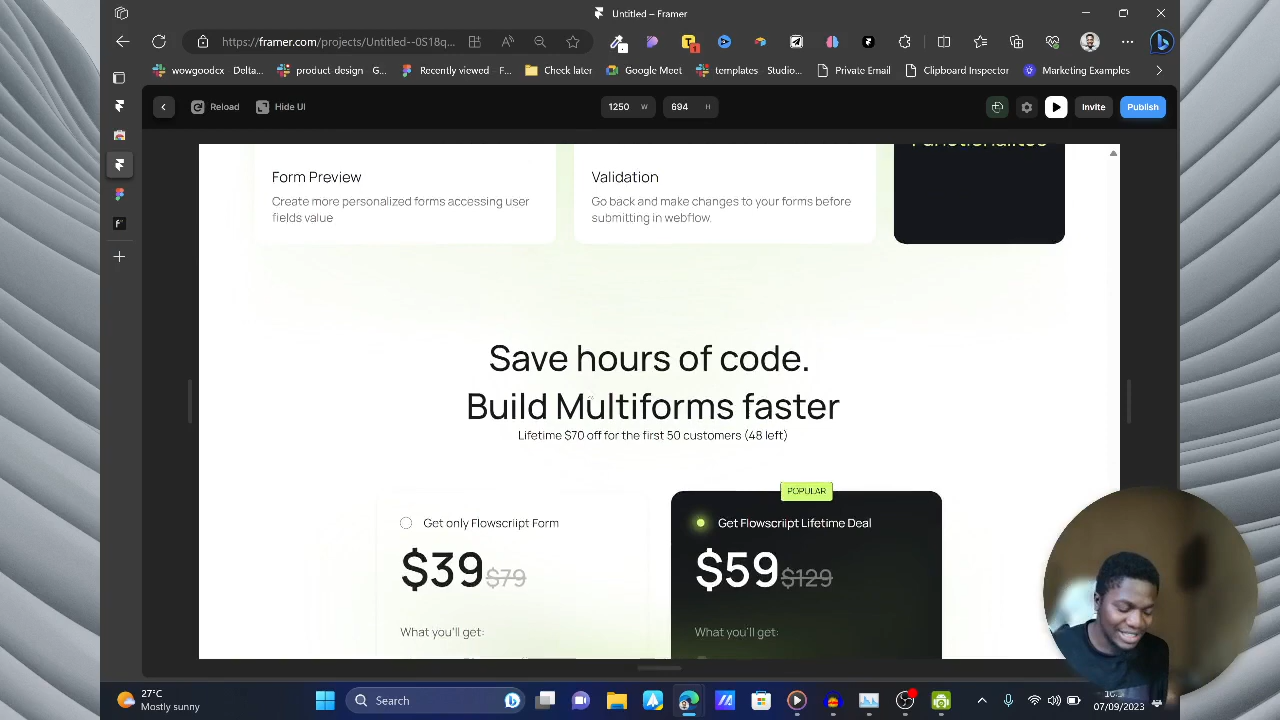 Untitled – Framer
https://framer.com/projects/Untitled--0S18q...
wowgoodcx Delta...
product design G...
Recently viewed F...
Check later
Google Meet
templates Studio...
Private Email
Clipboard Inspector
Marketing Examples
Reload
Hide UI
1250 W
694 H
Invite
Publish
Form Preview
Create more personalized forms accessing user
fields value
Validation
Go back and make changes to your forms before
submitting in webflow.
Save hours of code.
Build Multiforms faster
Lifetime $70 off for the first 50 customers (48 left)
Get only Flowscriipt Form
$39 $79
What you'll get:
POPULAR
Get Flowscriipt Lifetime Deal
$59 $129
What you'll get:
27°C
Mostly sunny
Search
07/09/2023